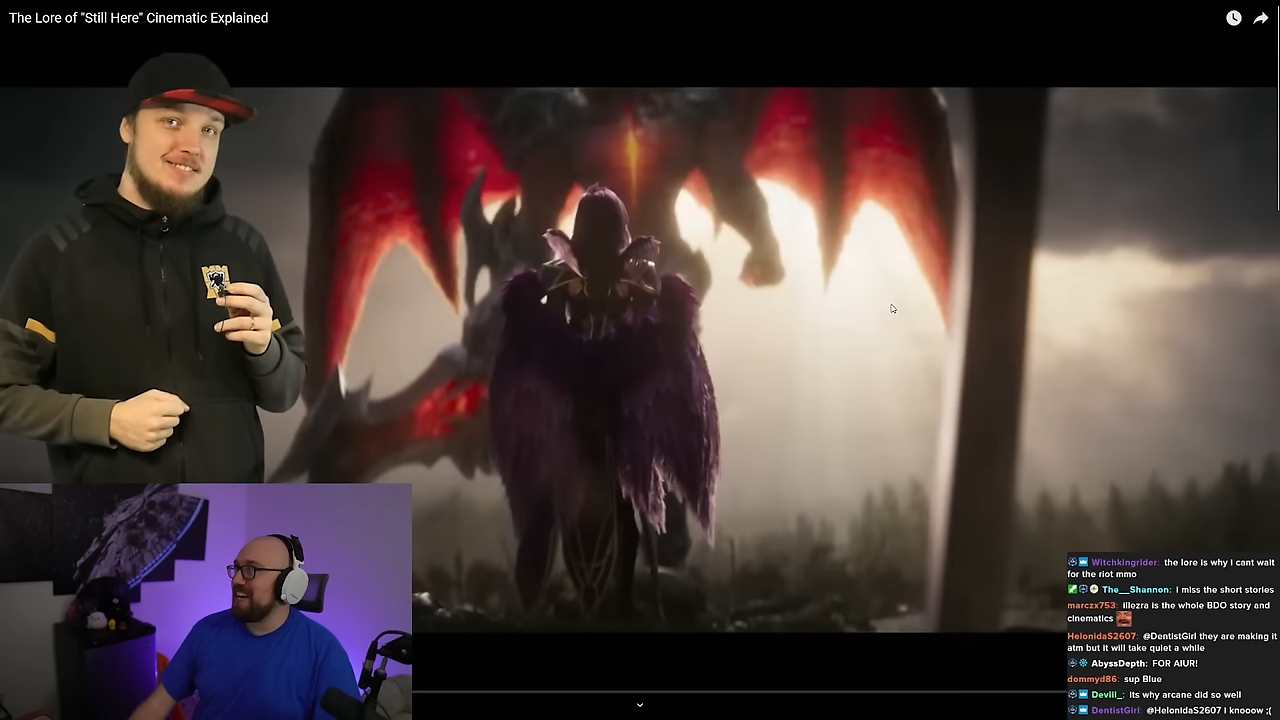 The Lore of "Still Here" Cinematic Explained
Witchkingrider: the lore is why I cant wait
for the riot mmo
The__Shannon: I miss the short stories
marczx753: illezra is the whole BDO story and
cinematics
HelonidaS2607: @DentistGirl they are making it
atm but it will take quiet a while
AbyssDepth: FOR AIUR!
dommyd86: sup Blue
Deviil_: Its why arcane did so well
DentistGirl: @HelonidaS2607 I knooow ;(